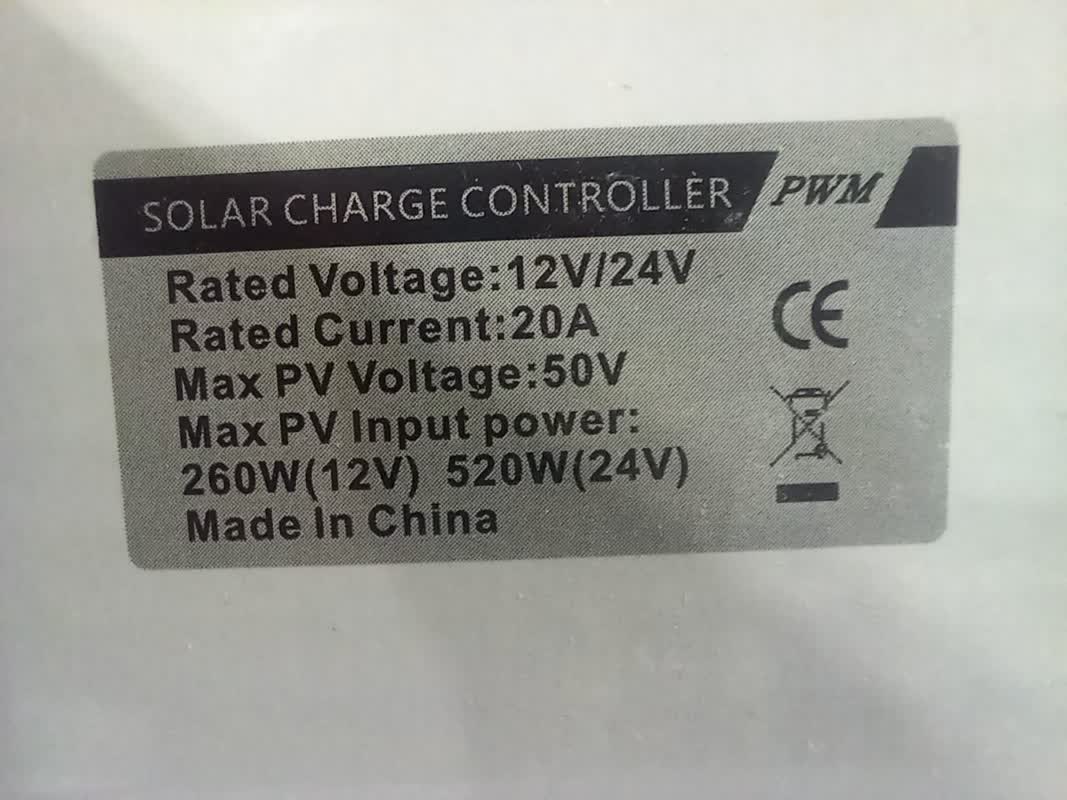 SOLAR CHARGE CONTROLLER PWM
Rated Voltage:12V/24V
Rated Current:20A
Max PV Voltage:50V
Max PV Input power:
260W(12V) 520W(24V)
Made In China
CE